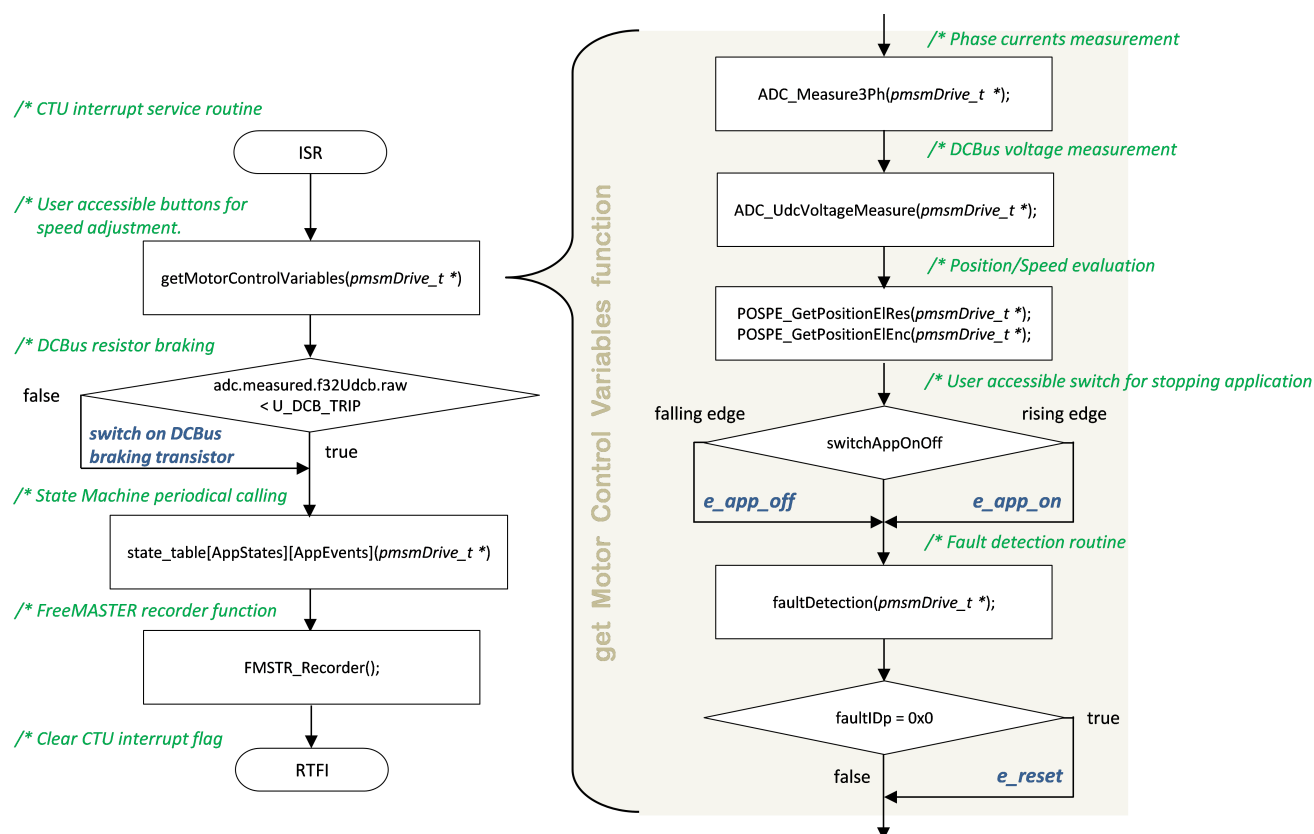 /* CTU interrupt service routine
ISR
/* User accessible buttons for
speed adjustment.
getMotorControlVariables(pmsmDrive_t *)
/* DCBus resistor braking
false
adc.measured.f32Udcb.raw
< U_DCB_TRIP
switch on DCBus
braking transistor
true
/* State Machine periodical calling
state_table[AppStates][AppEvents](pmsmDrive_t *)
/* FreeMASTER recorder function
FMSTR_Recorder();
/* Clear CTU interrupt flag
RTFI
get Motor Control Variables function
/* Phase currents measurement
ADC_Measure3Ph(pmsmDrive_t *);
/* DCBus voltage measurement
ADD_UdcVoltageMeasure(pmsmDrive_t *);
/* Position/Speed evaluation
POSPE_GetPositionElRes(pmsmDrive_t *);
POSPE_GetPositionElEnc(pmsmDrive_t *);
/* User accessible switch for stopping application
falling edge
rising edge
switchAppOnOff
e_app_off
e_app_on
/* Fault detection routine
faultDetection(pmsmDrive_t *);
faultIDp = 0x0
true
false
e_reset